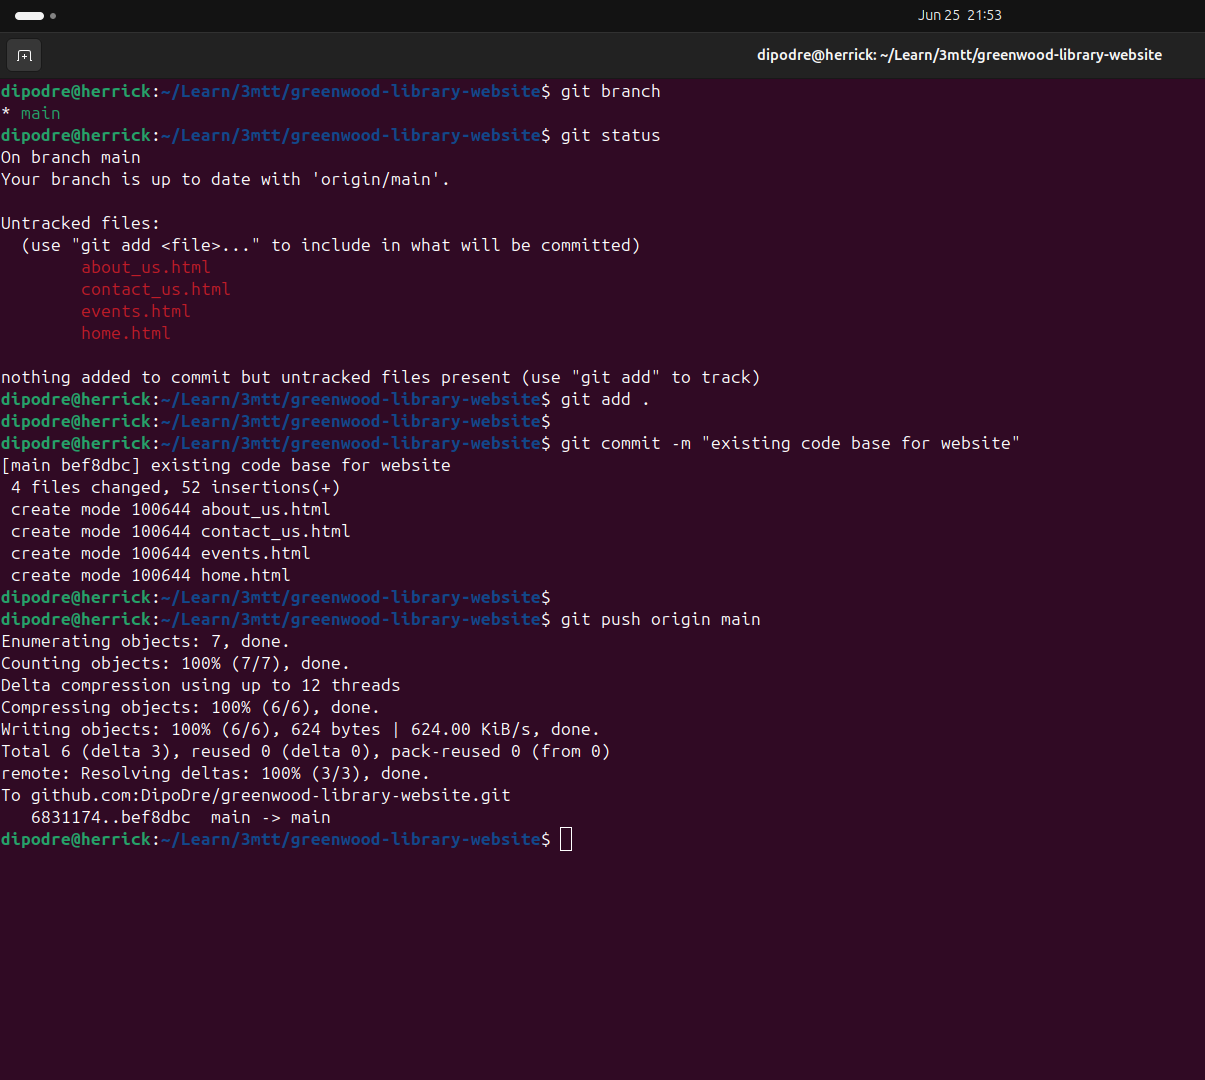 Jun 25 21:53
dipodre@herrick: ~/Learn/3mtt/greenwood-library-website
dipodre@herrick:~/Learn/3mtt/greenwood-library-website$ git branch
* main
dipodre@herrick:~/Learn/3mtt/greenwood-library-website$ git status
On branch main
Your branch is up to date with 'origin/main'.

Untracked files:
  (use "git add <file>..." to include in what will be committed)
        about_us.html
        contact_us.html
        events.html
        home.html

nothing added to commit but untracked files present (use "git add" to track)
dipodre@herrick:~/Learn/3mtt/greenwood-library-website$ git add .
dipodre@herrick:~/Learn/3mtt/greenwood-library-website$
dipodre@herrick:~/Learn/3mtt/greenwood-library-website$ git commit -m "existing code base for website"
[main bef8dbc] existing code base for website
 4 files changed, 52 insertions(+)
 create mode 100644 about_us.html
 create mode 100644 contact_us.html
 create mode 100644 events.html
 create mode 100644 home.html
dipodre@herrick:~/Learn/3mtt/greenwood-library-website$
dipodre@herrick:~/Learn/3mtt/greenwood-library-website$ git push origin main
Enumerating objects: 7, done.
Counting objects: 100% (7/7), done.
Delta compression using up to 12 threads
Compressing objects: 100% (6/6), done.
Writing objects: 100% (6/6), 624 bytes | 624.00 KiB/s, done.
Total 6 (delta 3), reused 0 (delta 0), pack-reused 0 (from 0)
remote: Resolving deltas: 100% (3/3), done.
To github.com:DipoDre/greenwood-library-website.git
   6831174..bef8dbc  main -> main
dipodre@herrick:~/Learn/3mtt/greenwood-library-website$